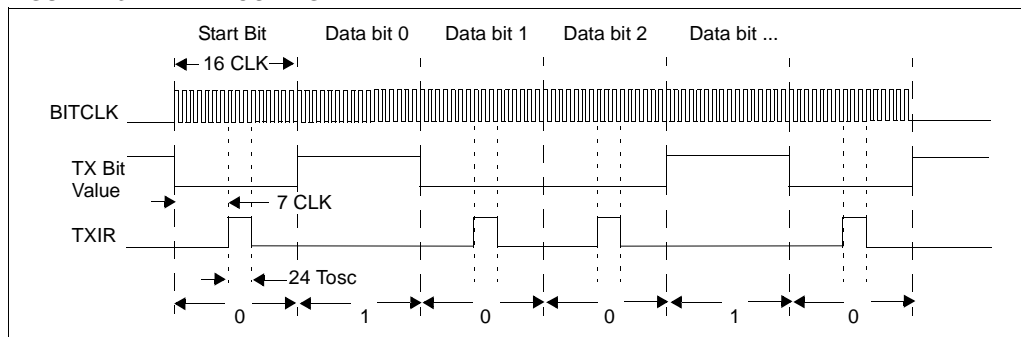 Start Bit Data bit 0 Data bit 1 Data bit 2 Data bit ...
16 CLK
BITCLK
TX Bit
Value
7 CLK
TXIR
24 Tosc
0 1 0 0 1 0